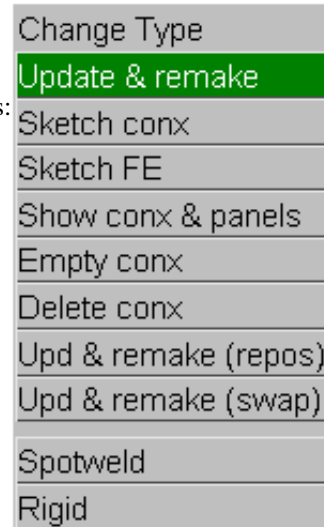 Change Type
Update & remake
s:
Sketch conx
Sketch FE
Show conx & panels
Empty conx
Delete conx
Upd & remake (repos)
Upd & remake (swap)
Spotweld
Rigid